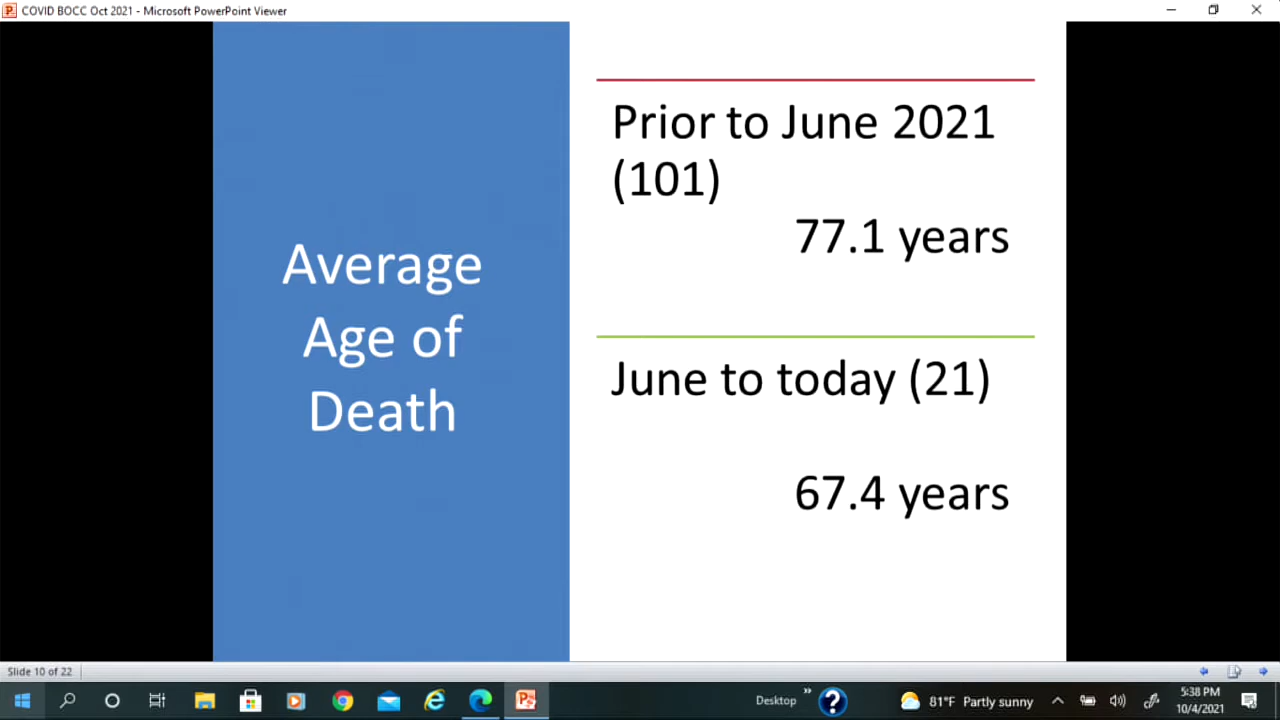 COVID BOCC Oct 2021 - Microsoft PowerPoint Viewer
Average
Age of
Death
Prior to June 2021
(101)
77.1 years
June to today (21)
67.4 years
Slide 10 of 22
Desktop
81°F Partly sunny
5:38 PM
10/4/2021